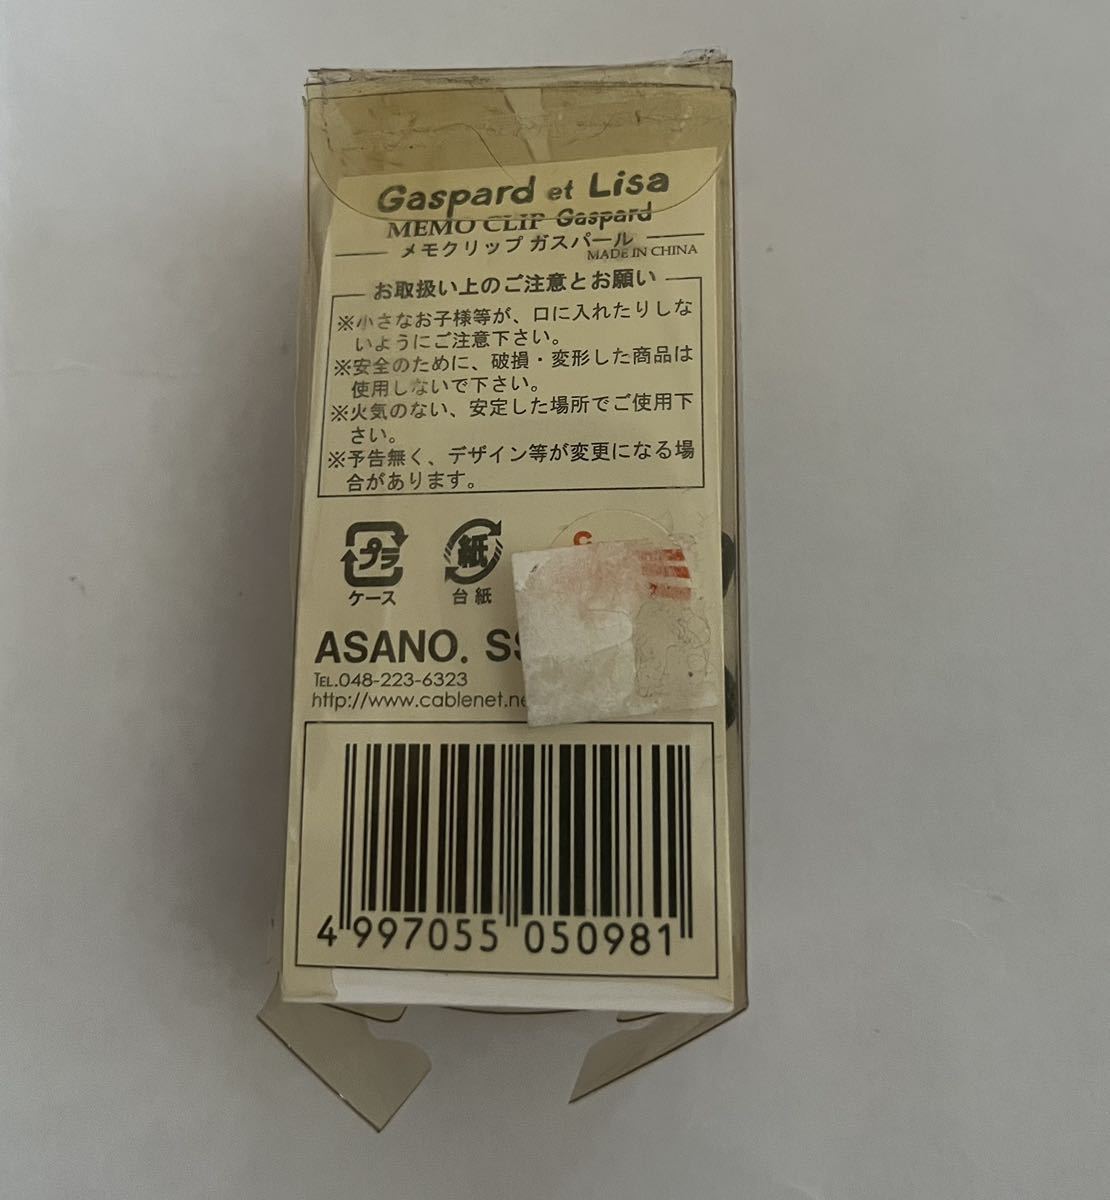 Gaspard et Lisa
MEMO CLIP Gaspard
メモクリップ ガスパール
MADE IN CHINA
お取扱い上のご注意とお願い
※小さなお子様等が、口に入れたりしな
いようにご注意下さい。
※安全のために、破損・変形した商品は
使用しないで下さい。
※火気のない、安定した場所でご使用下
さい。
※予告無く、デザイン等が変更になる場
合があります。
プラ 紙
ケース 台紙
ASANO.
TEL.048-223-6323
http://www.cablenet.ne
4 997055 050981